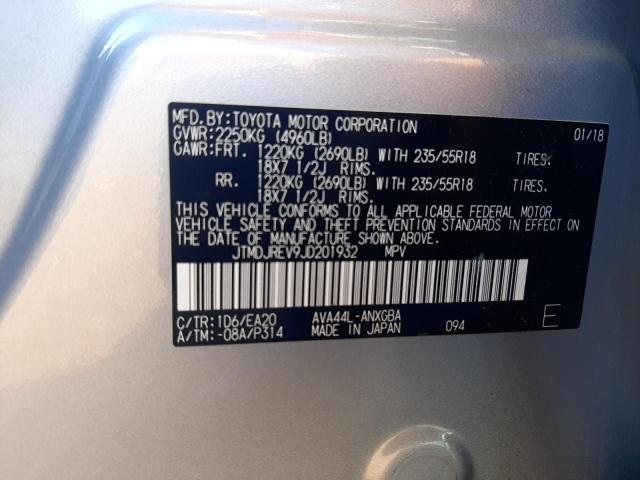 MFD.BY:TOYOTA MOTOR CORPORATION 01/18
GVWR:2250KG (4960LB)
GAWR:FRT. 1220KG (2690LB) WITH 235/55R18 TIRES.
18X7 1/2J RIMS.
RR. 1220KG (2690LB) WITH 235/55R18 TIRES.
18X7 1/2J RIMS.
THIS VEHICLE CONFORMS TO ALL APPLICABLE FEDERAL MOTOR
VEHICLE SAFETY AND THEFT PREVENTION STANDARDS IN EFFECT ON
THE DATE OF MANUFACTURE SHOWN ABOVE.
JTMDJREV9JD201932 MPV
C/TR:1D6/EA20 AVA44L-ANXGBA
A/TM:-08A/P314 MADE IN JAPAN 094 E